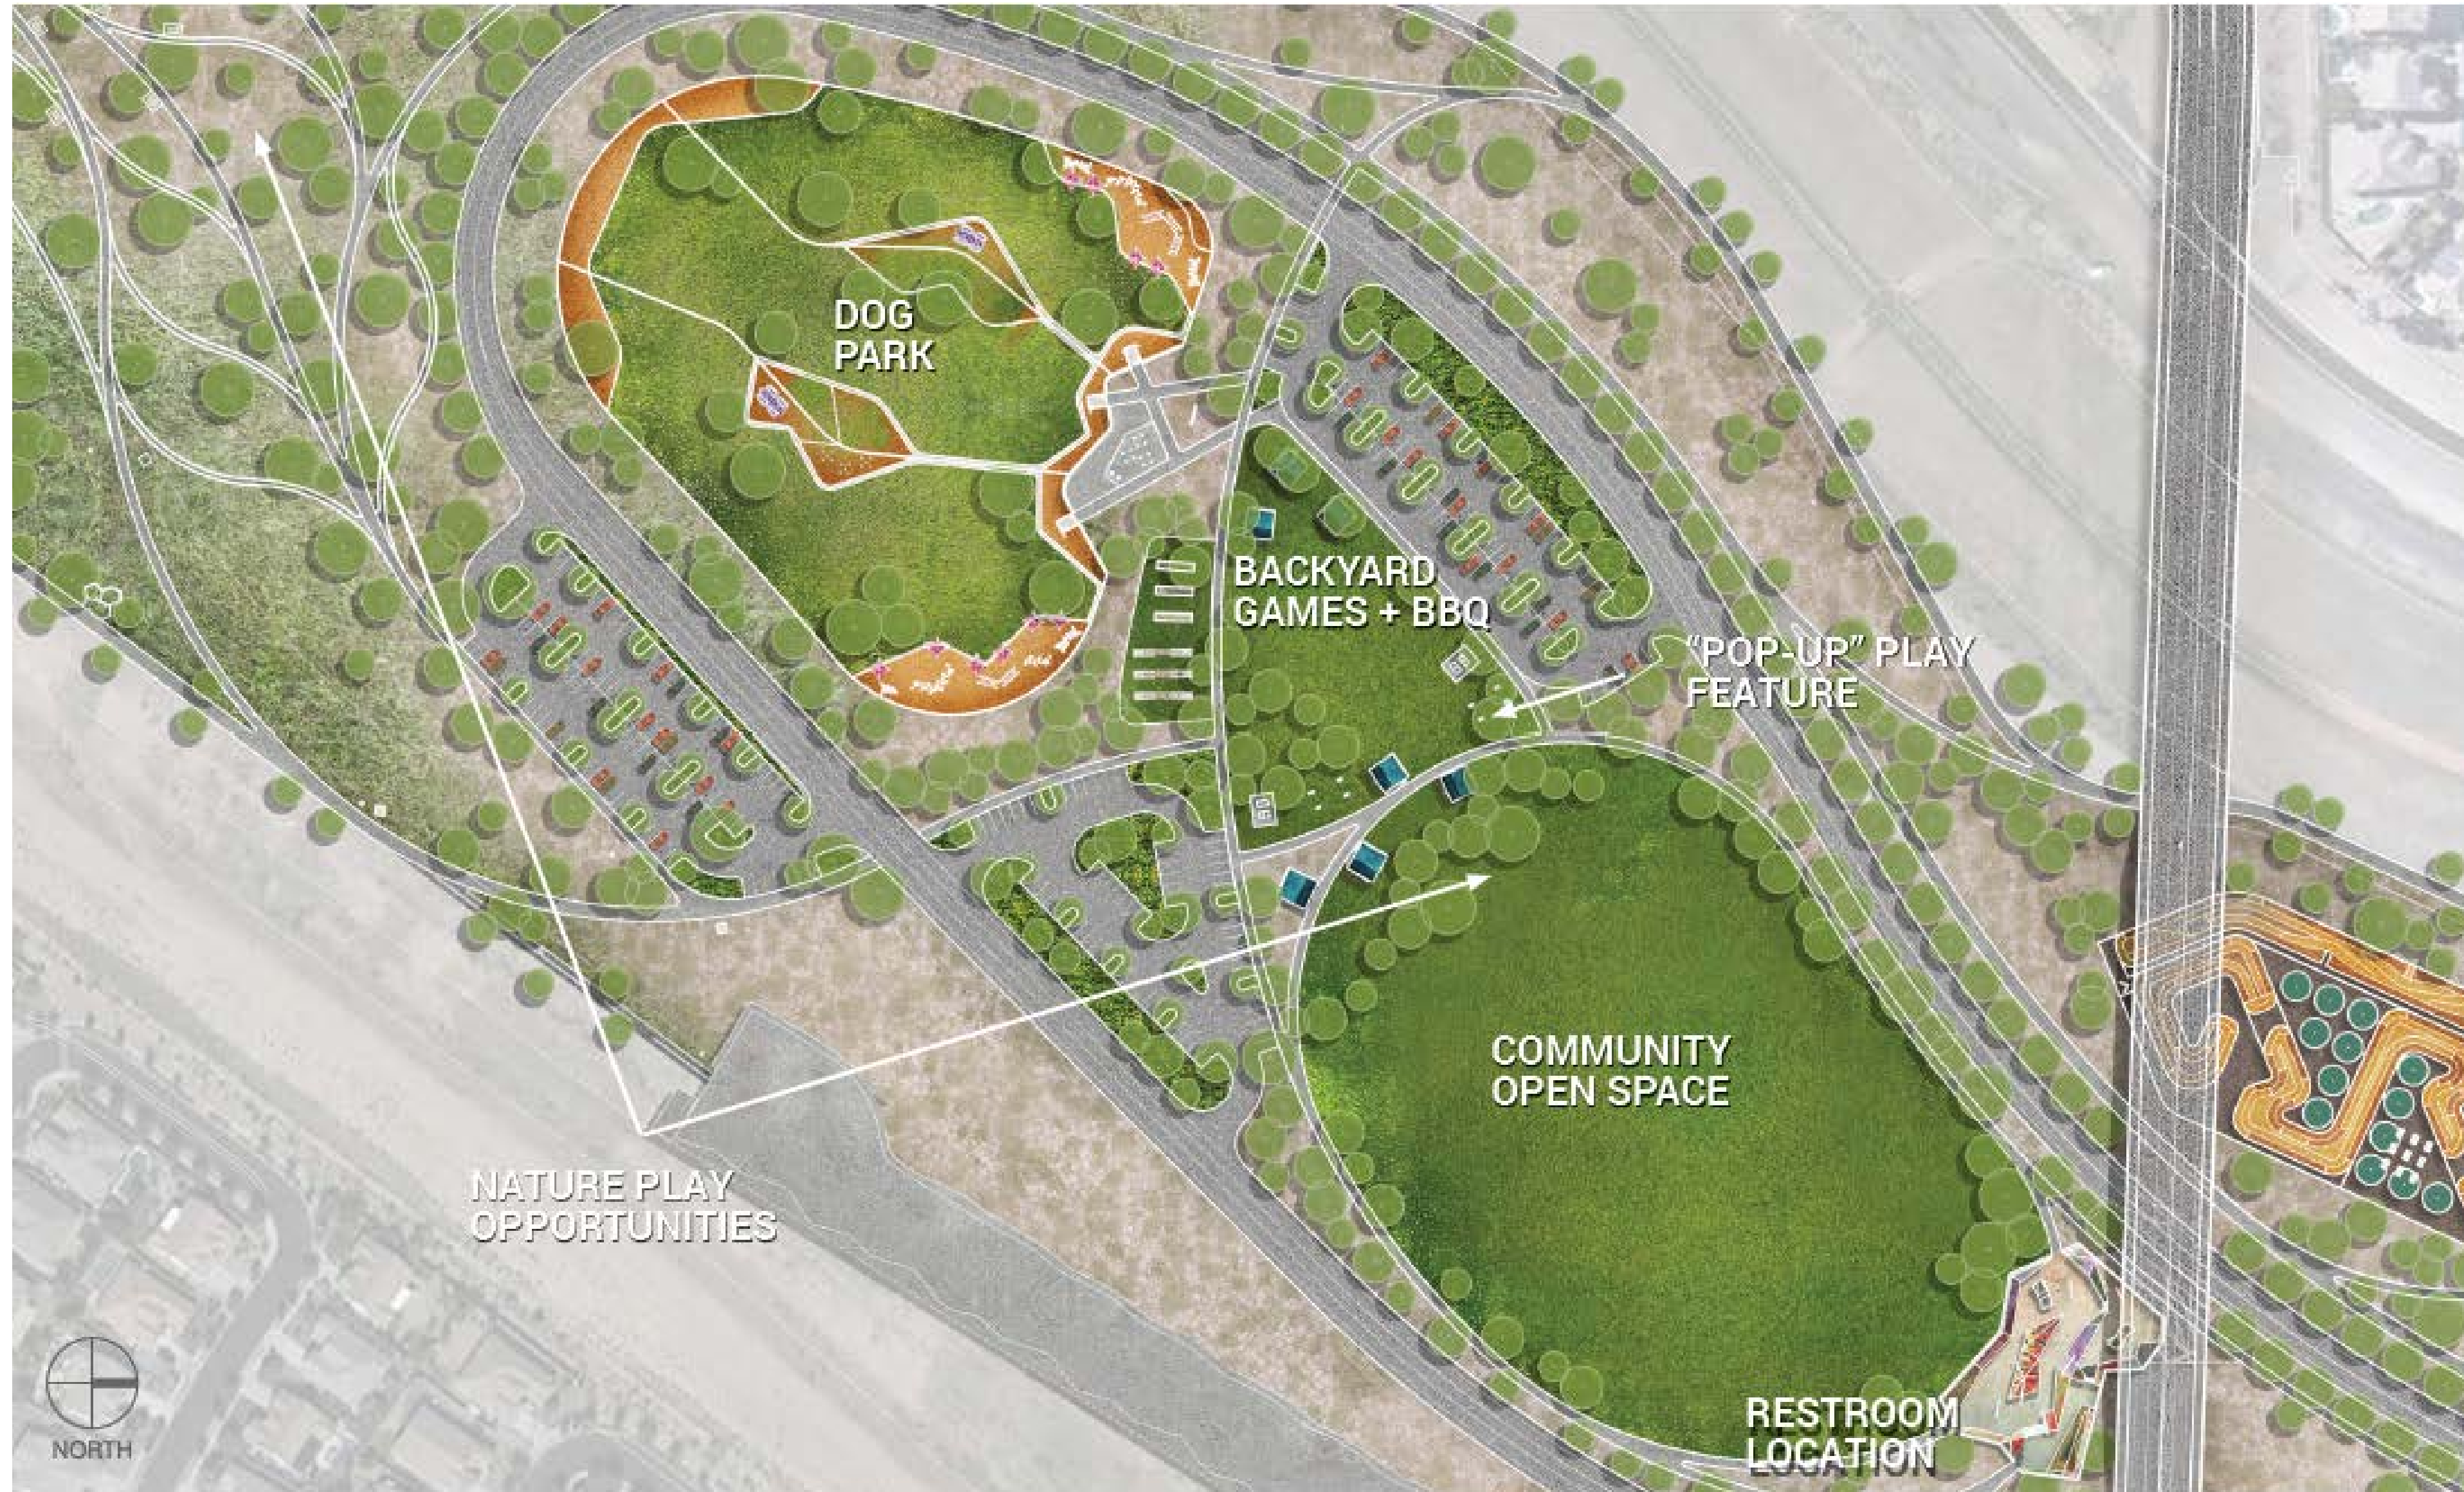 DOG
PARK
BACKYARD
GAMES + BBQ
“POP-UP” PLAY
FEATURE
COMMUNITY
OPEN SPACE
NATURE PLAY
OPPORTUNITIES
RESTROOM
LOCATION
NORTH